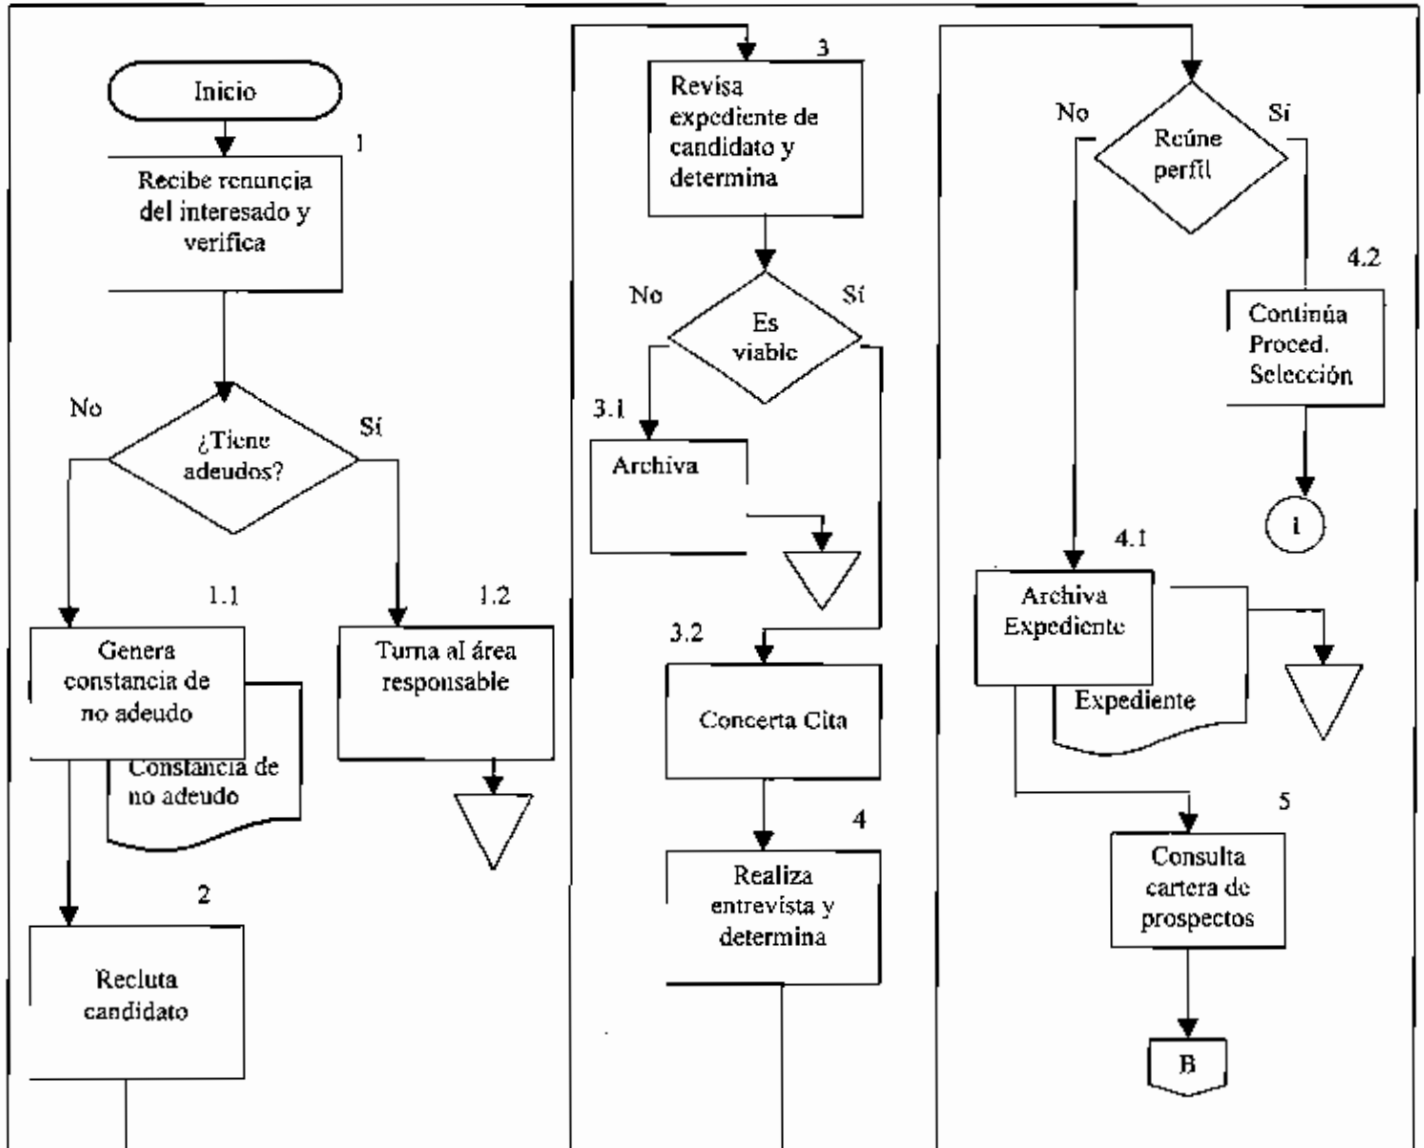 Inicio
1
Recibe renuncia
del interesado y
verifica
No
Sí
¿Tiene
adeudos?
1.1
Genera
constancia de
no adeudo
Constancia de
no adeudo
1.2
Turna al área
responsable
2
Recluta
candidato
3
Revisa
expediente de
candidato y
determina
No
Sí
Es
viable
3.1
Archiva
3.2
Concerta Cita
4
Realiza
entrevista y
determina
No
Sí
Reúne
perfil
4.2
Continúa
Proced.
Selección
1
4.1
Archiva
Expediente
Expediente
5
Consulta
cartera de
prospectos
B